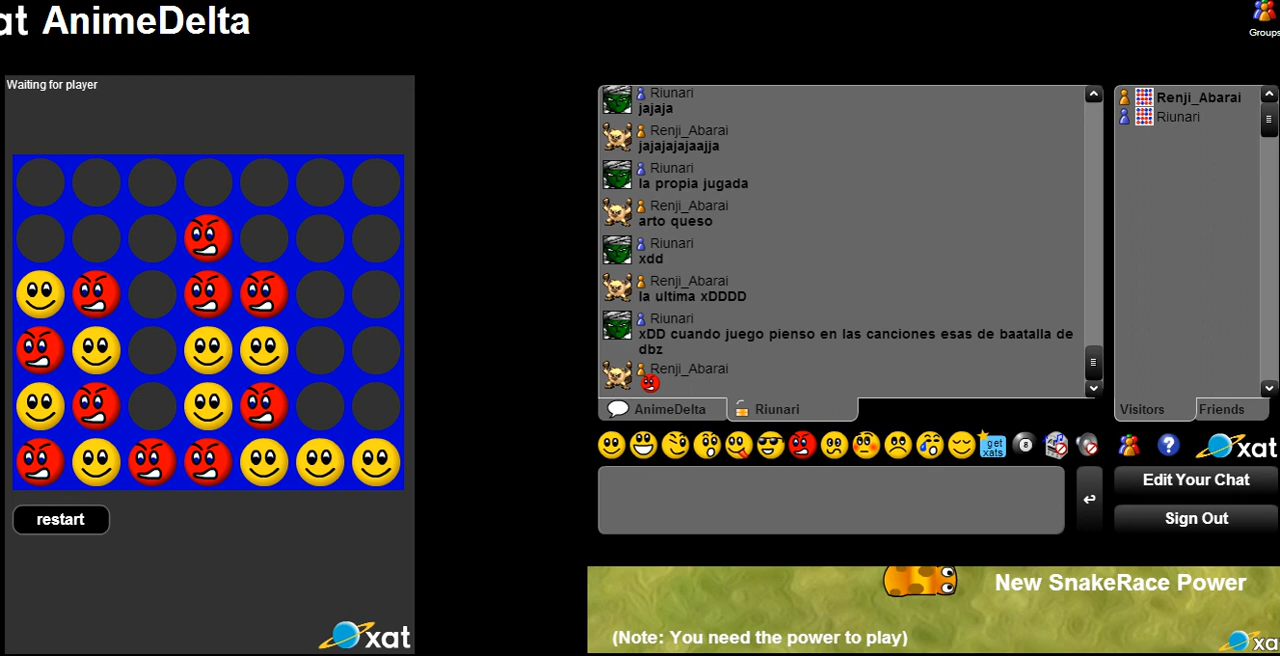 at AnimeDelta
Groups
Waiting for player
Riunari
jajaja
Renji_Abarai
jajajajajaajja
Riunari
la propia jugada
Renji_Abarai
arto queso
Riunari
xdd
Renji_Abarai
la ultima xDDDD
Riunari
xDD cuando juego pienso en las canciones esas de baatalla de
dbz
Renji_Abarai
AnimeDelta
Riunari
Renji_Abarai
Riunari
Visitors
Friends
get
xats
8
?
xat
Edit Your Chat
Sign Out
restart
xat
New SnakeRace Power
(Note: You need the power to play)
xa